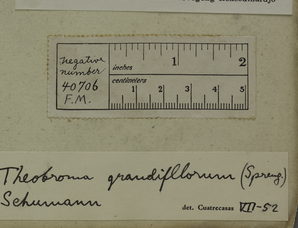 negative
number
40706
F.M.
1 2
inches
centimeters
1 2 3 4 5
Theobroma grandifllorum (Spreng)
Schumann
det. Cuatrecasas VII-52